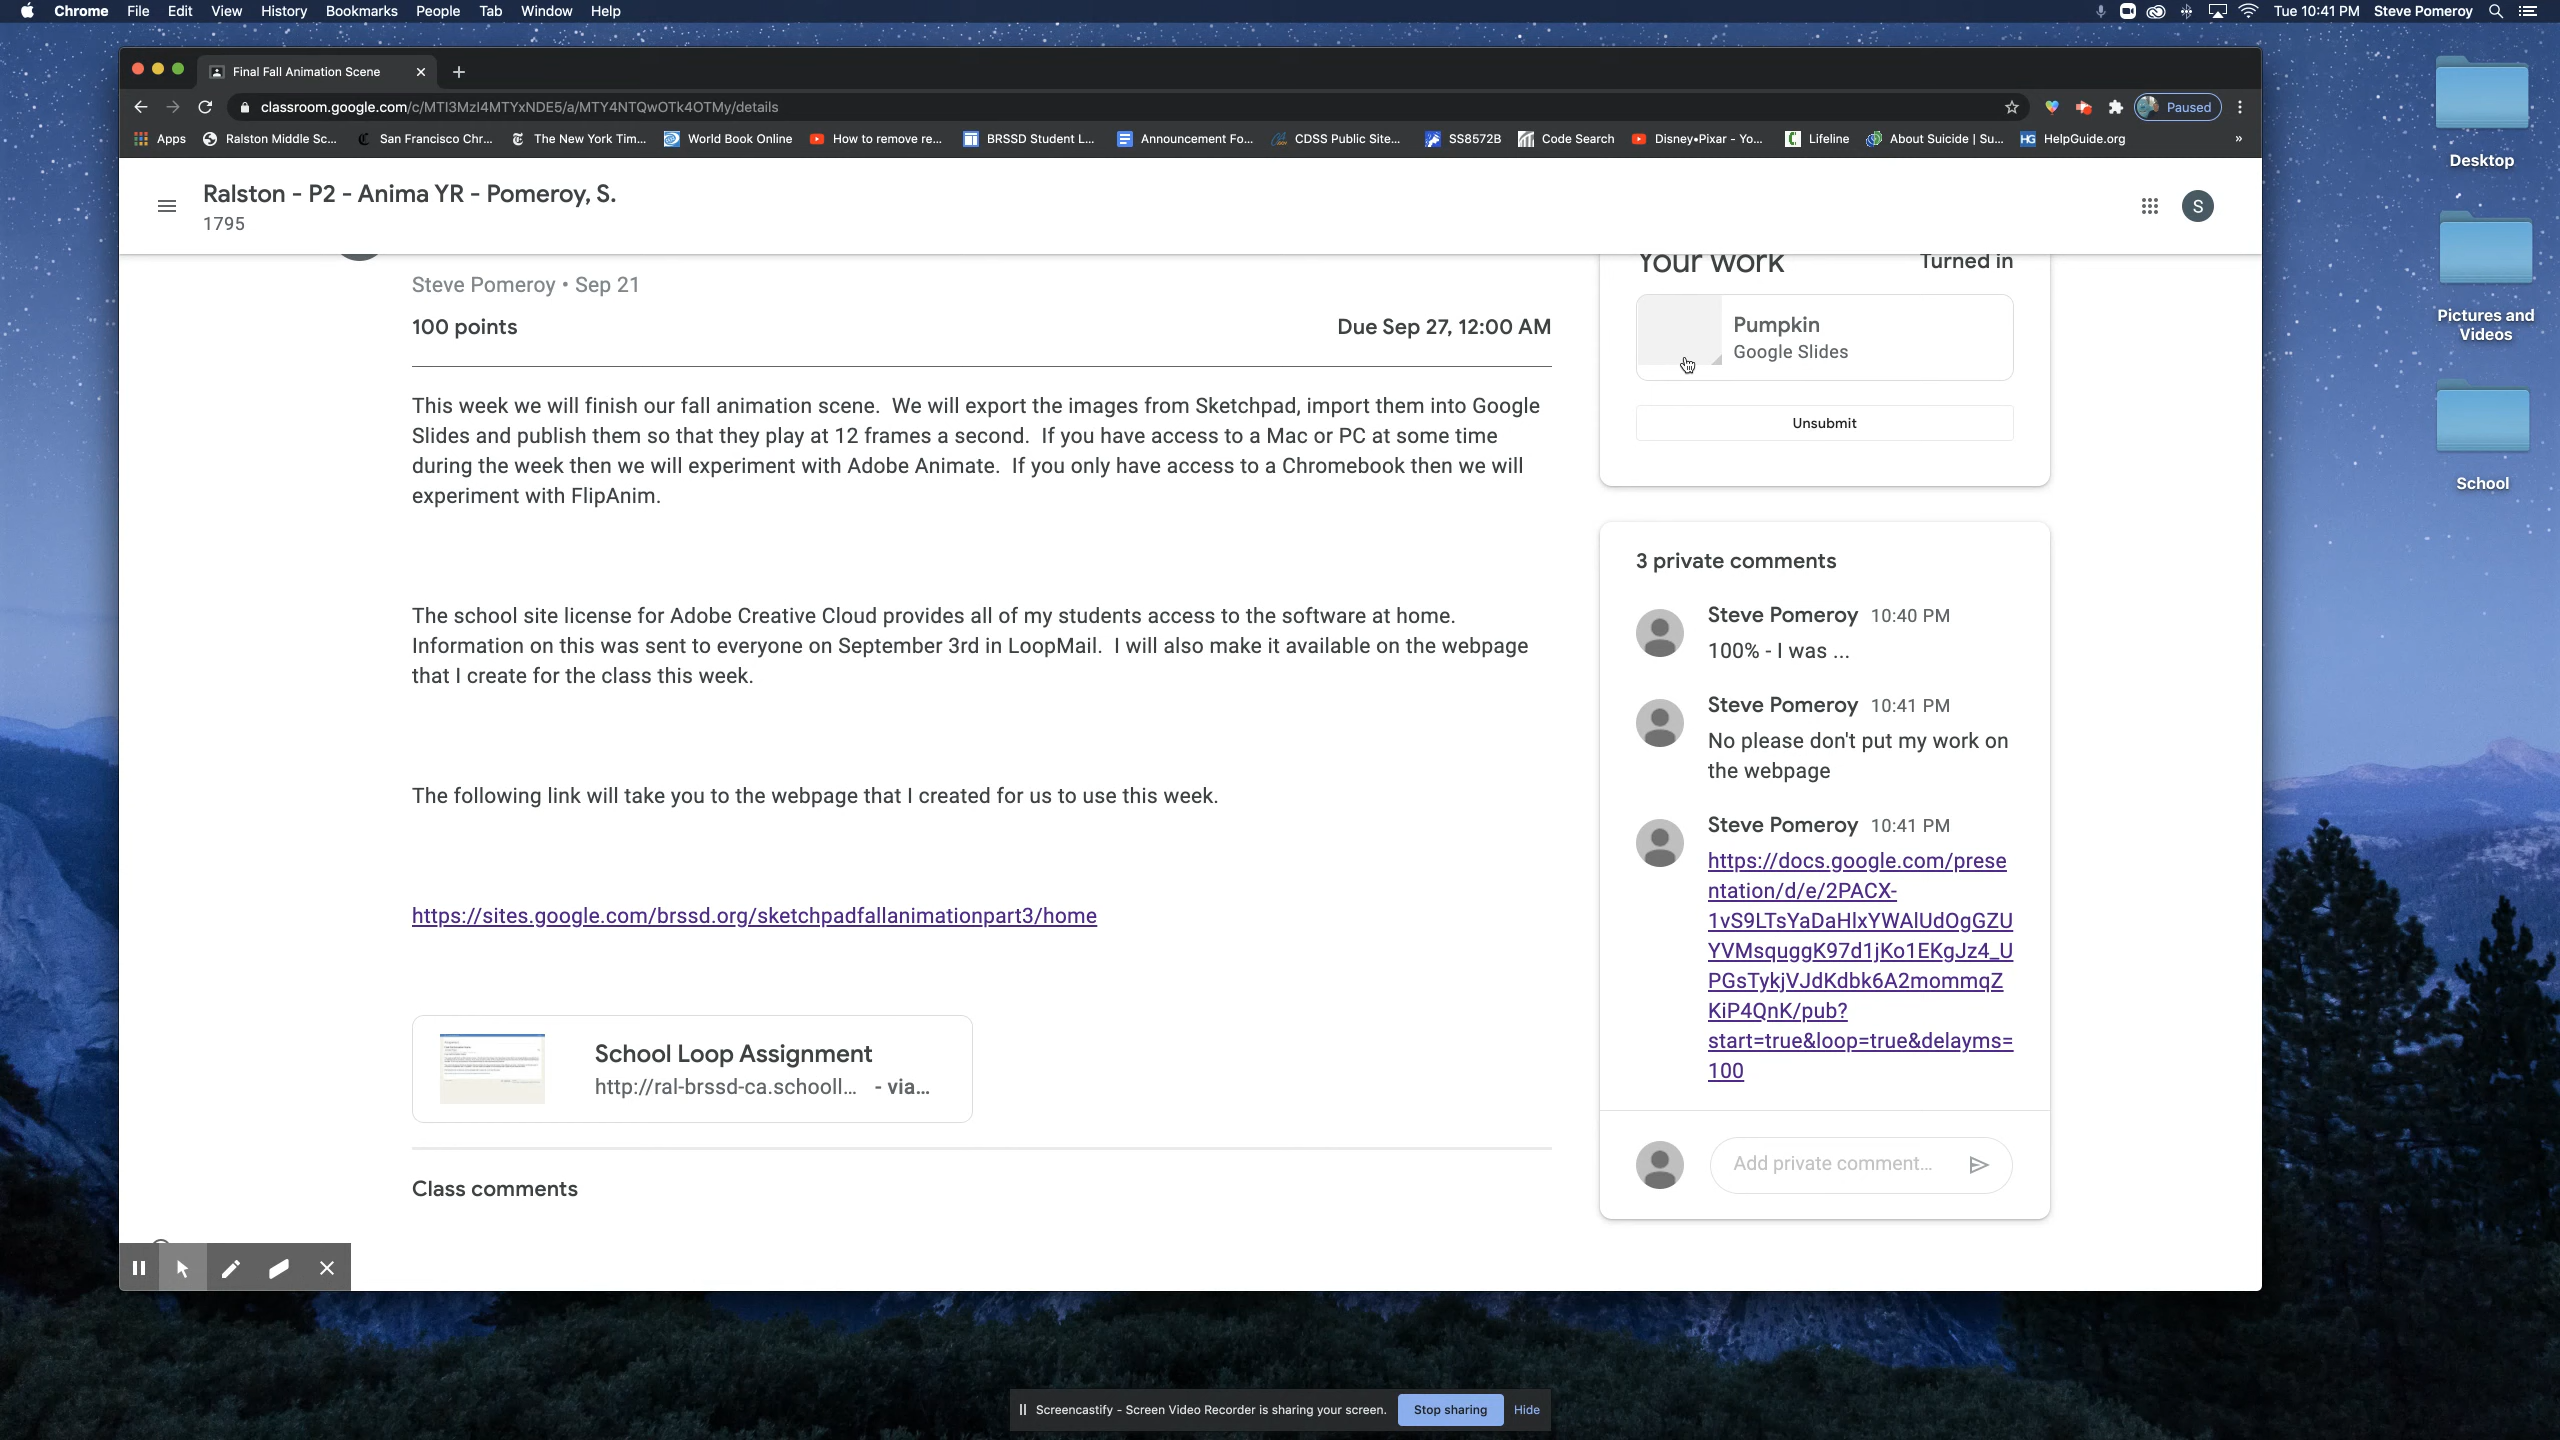 Chrome File Edit View History Bookmarks People Tab Window Help
Tue 10:41 PM Steve Pomeroy
Final Fall Animation Scene
classroom.google.com/c/MTI3MzI4MTYxNDE5/a/MTY4NTQwOTk4OTMy/details
Paused
Apps Ralston Middle Sc... San Francisco Chr... The New York Tim... World Book Online How to remove re... BRSSD Student L... Announcement Fo... CDSS Public Site... SS8572B Code Search Disney•Pixar - Yo... Lifeline About Suicide | Su... HelpGuide.org »
Desktop
Pictures and
Videos
School
Ralston - P2 - Anima YR - Pomeroy, S.
1795
S
Steve Pomeroy • Sep 21
100 points Due Sep 27, 12:00 AM
This week we will finish our fall animation scene. We will export the images from Sketchpad, import them into Google
Slides and publish them so that they play at 12 frames a second. If you have access to a Mac or PC at some time
during the week then we will experiment with Adobe Animate. If you only have access to a Chromebook then we will
experiment with FlipAnim.
The school site license for Adobe Creative Cloud provides all of my students access to the software at home.
Information on this was sent to everyone on September 3rd in LoopMail. I will also make it available on the webpage
that I create for the class this week.
The following link will take you to the webpage that I created for us to use this week.
https://sites.google.com/brssd.org/sketchpadfallanimationpart3/home
School Loop Assignment
http://ral-brssd-ca.schooll... - via...
Class comments
Your work Turned in
Pumpkin
Google Slides
Unsubmit
3 private comments
Steve Pomeroy 10:40 PM
100% - I was ...
Steve Pomeroy 10:41 PM
No please don't put my work on
the webpage
Steve Pomeroy 10:41 PM
https://docs.google.com/prese
ntation/d/e/2PACX-
1vS9LTsYaDaHlxYWAlUdOgGZU
YVMsquggK97d1jKo1EKgJz4_U
PGsTykjVJdKdbk6A2mommqZ
KiP4QnK/pub?
start=true&loop=true&delayms=
100
Add private comment...
Screencastify - Screen Video Recorder is sharing your screen. Stop sharing Hide